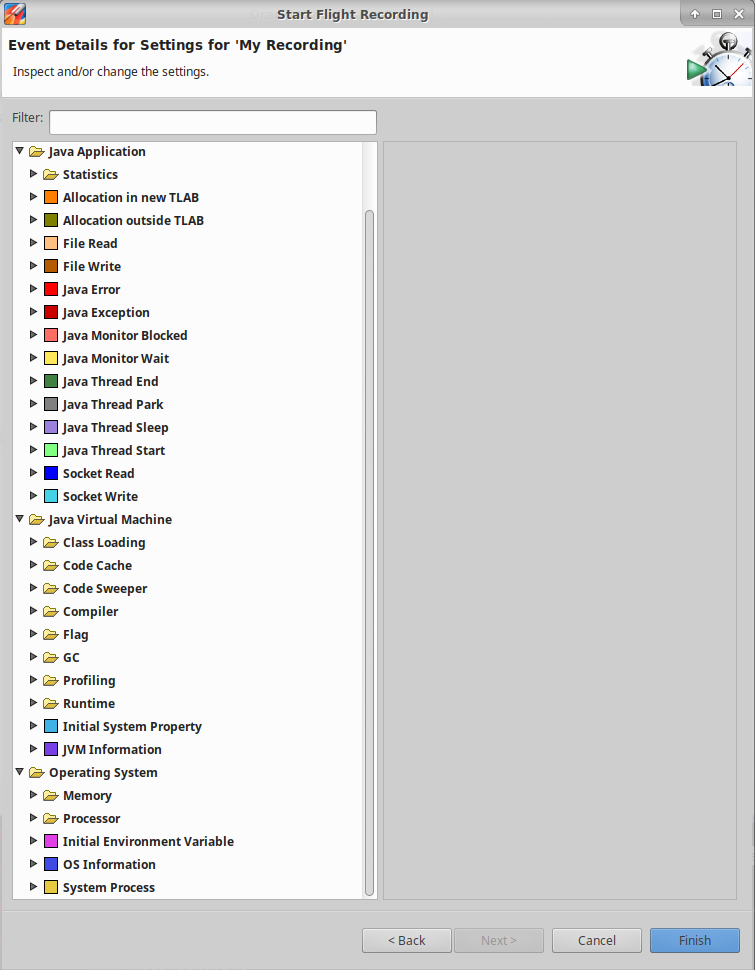 Start Flight Recording
Event Details for Settings for 'My Recording'
Inspect and/or change the settings.
Filter:
Java Application
Statistics
Allocation in new TLAB
Allocation outside TLAB
File Read
File Write
Java Error
Java Exception
Java Monitor Blocked
Java Monitor Wait
Java Thread End
Java Thread Park
Java Thread Sleep
Java Thread Start
Socket Read
Socket Write
Java Virtual Machine
Class Loading
Code Cache
Code Sweeper
Compiler
Flag
GC
Profiling
Runtime
Initial System Property
JVM Information
Operating System
Memory
Processor
Initial Environment Variable
OS Information
System Process
< Back Next > Cancel Finish